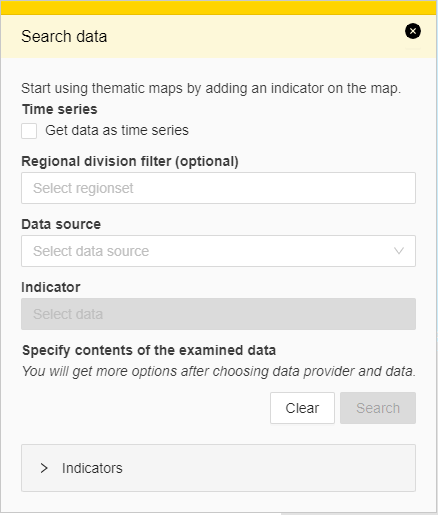 Search data
Start using thematic maps by adding an indicator on the map.
Time series
Get data as time series
Regional division filter (optional)
Select regionset
Data source
Select data source
Indicator
Select data
Specify contents of the examined data
You will get more options after choosing data provider and data.
Clear
Search
Indicators